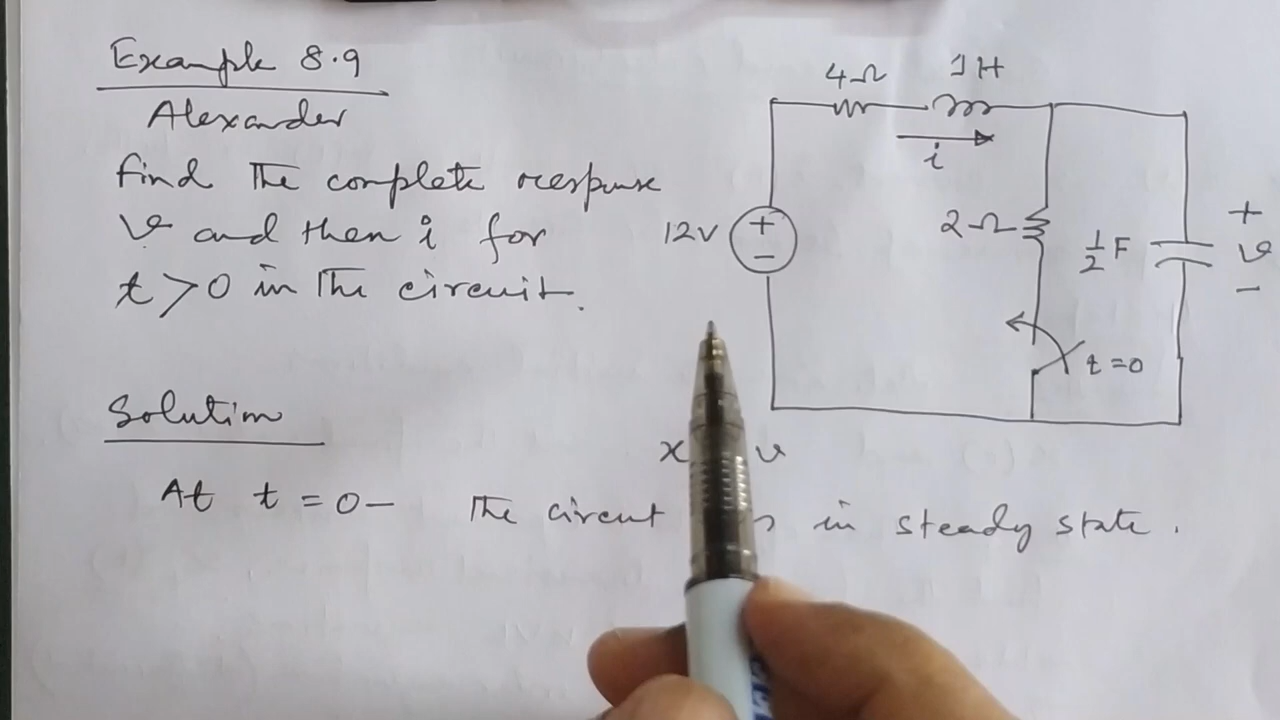 Example 8.9
Alexander
find the complete response
v and then i for
t > 0 in the circuit.
4Ω
1H
i
12V
+
−
2Ω
1/2 F
+
v
−
t = 0
Solution
x
v
At t = 0− The circuit in steady state.